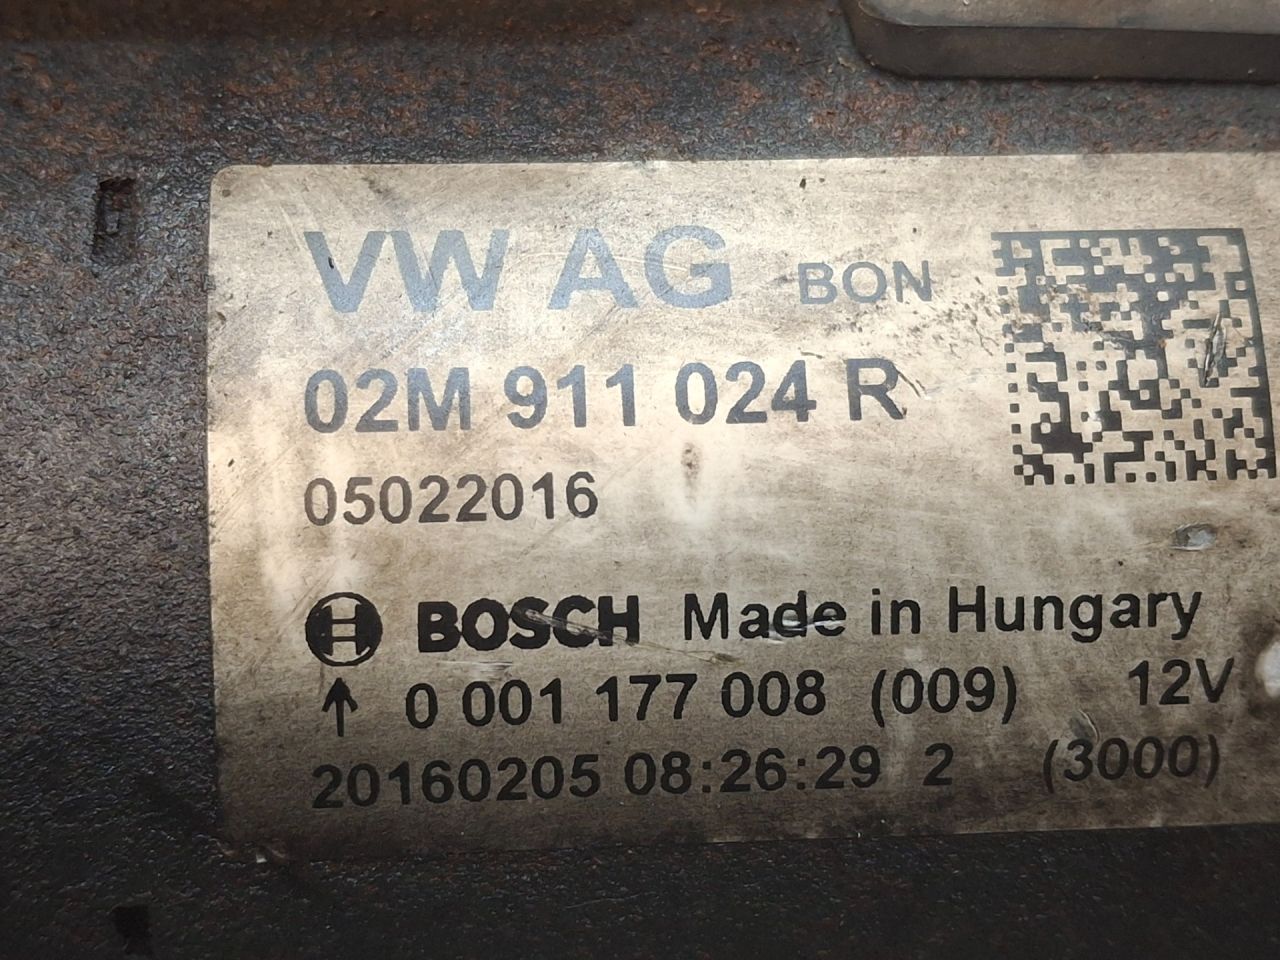 VW AG BON
02M 911 024 R
05022016
BOSCH Made in Hungary
↑ 0 001 177 008 (009) 12V
20160205 08:26:29 2 (3000)